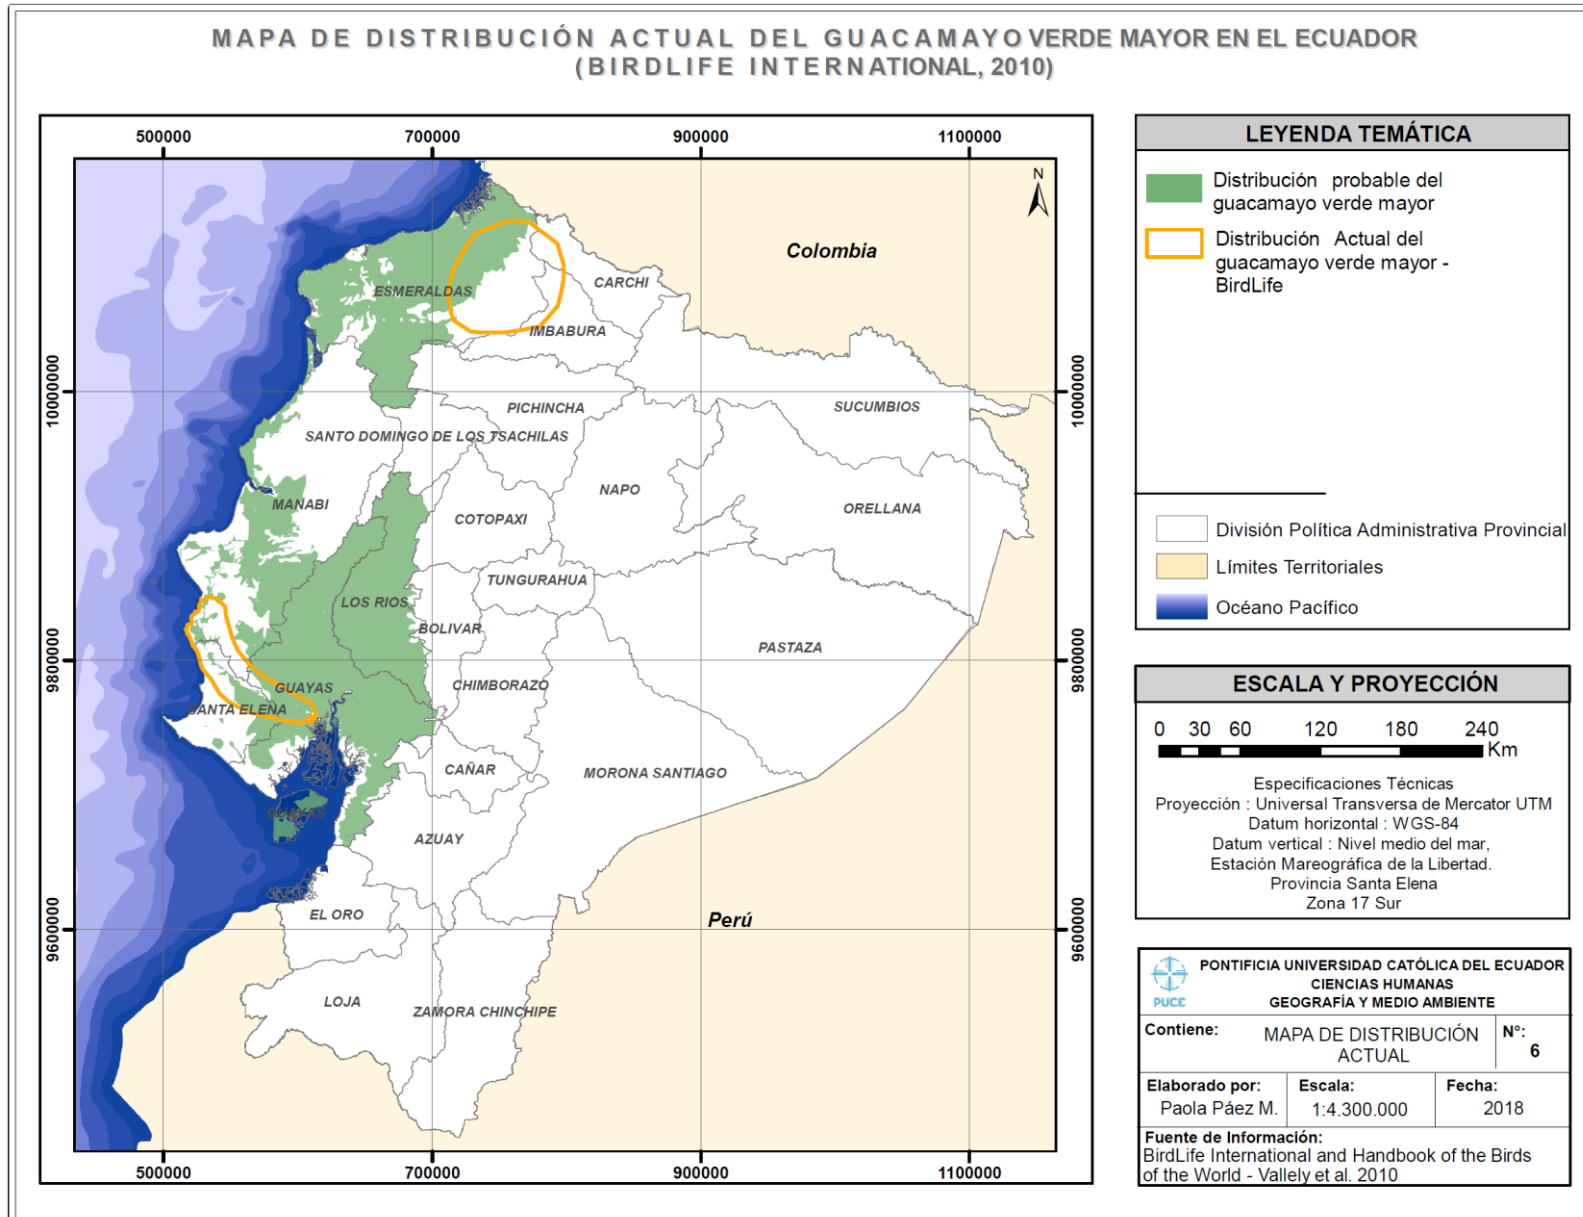 MAPA DE DISTRIBUCIÓN ACTUAL DEL GUACAMAYO VERDE MAYOR EN EL ECUADOR
(BIRDLIFE INTERNATIONAL, 2010)
500000
700000
900000
1100000
N
Colombia
CARCHI
ESMERALDAS
IMBABURA
10000000
10000000
PICHINCHA
SUCUMBIOS
SANTO DOMINGO DE LOS TSACHILAS
NAPO
MANABI
COTOPAXI
ORELLANA
TUNGURAHUA
LOS RIOS
BOLIVAR
PASTAZA
9800000
9800000
GUAYAS
CHIMBORAZO
SANTA ELENA
CAÑAR
MORONA SANTIAGO
GUAYAS
AZUAY
EL ORO
Perú
9600000
9600000
LOJA
ZAMORA CHINCHIPE
500000
700000
900000
1100000
LEYENDA TEMÁTICA
Distribución probable del
guacamayo verde mayor
Distribución Actual del
guacamayo verde mayor -
BirdLife
División Política Administrativa Provincial
Límites Territoriales
Océano Pacífico
ESCALA Y PROYECCIÓN
0 30 60 120 180 240
Km
Especificaciones Técnicas
Proyección : Universal Transversa de Mercator UTM
Datum horizontal : WGS-84
Datum vertical : Nivel medio del mar,
Estación Mareográfica de la Libertad.
Provincia Santa Elena
Zona 17 Sur
PUCE
PONTIFICIA UNIVERSIDAD CATÓLICA DEL ECUADOR
CIENCIAS HUMANAS
GEOGRAFÍA Y MEDIO AMBIENTE
Contiene: MAPA DE DISTRIBUCIÓN
ACTUAL
N°:
6
Elaborado por:
Paola Páez M.
Escala:
1:4.300.000
Fecha:
2018
Fuente de Información:
BirdLife International and Handbook of the Birds
of the World - Vallely et al. 2010